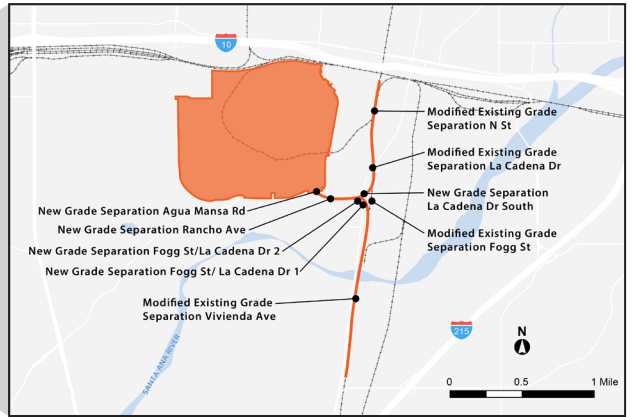 10
Modified Existing Grade
Separation N St
Modified Existing Grade
Separation La Cadena Dr
New Grade Separation
La Cadena Dr South
Modified Existing Grade
Separation Fogg St
New Grade Separation Agua Mansa Rd
New Grade Separation Rancho Ave
New Grade Separation Fogg St/La Cadena Dr 2
New Grade Separation Fogg St/ La Cadena Dr 1
Modified Existing Grade
Separation Vivienda Ave
SANTA ANA RIVER
215
N
0 0.5 1 Mile